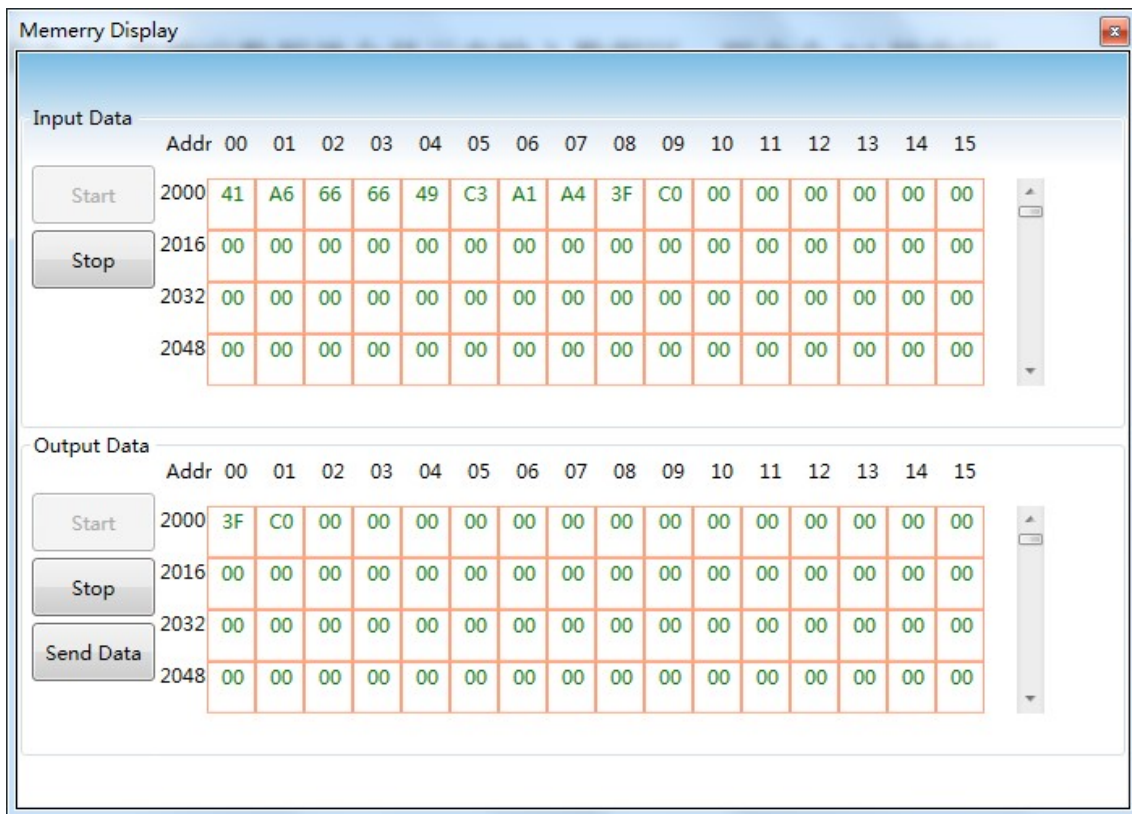 Memerry Display
Input Data
Addr 00 01 02 03 04 05 06 07 08 09 10 11 12 13 14 15
Start 2000 41 A6 66 66 49 C3 A1 A4 3F C0 00 00 00 00 00 00
Stop 2016 00 00 00 00 00 00 00 00 00 00 00 00 00 00 00 00
2032 00 00 00 00 00 00 00 00 00 00 00 00 00 00 00 00
2048 00 00 00 00 00 00 00 00 00 00 00 00 00 00 00 00
Output Data
Addr 00 01 02 03 04 05 06 07 08 09 10 11 12 13 14 15
Start 2000 3F C0 00 00 00 00 00 00 00 00 00 00 00 00 00 00
Stop 2016 00 00 00 00 00 00 00 00 00 00 00 00 00 00 00 00
2032 00 00 00 00 00 00 00 00 00 00 00 00 00 00 00 00
Send Data 2048 00 00 00 00 00 00 00 00 00 00 00 00 00 00 00 00